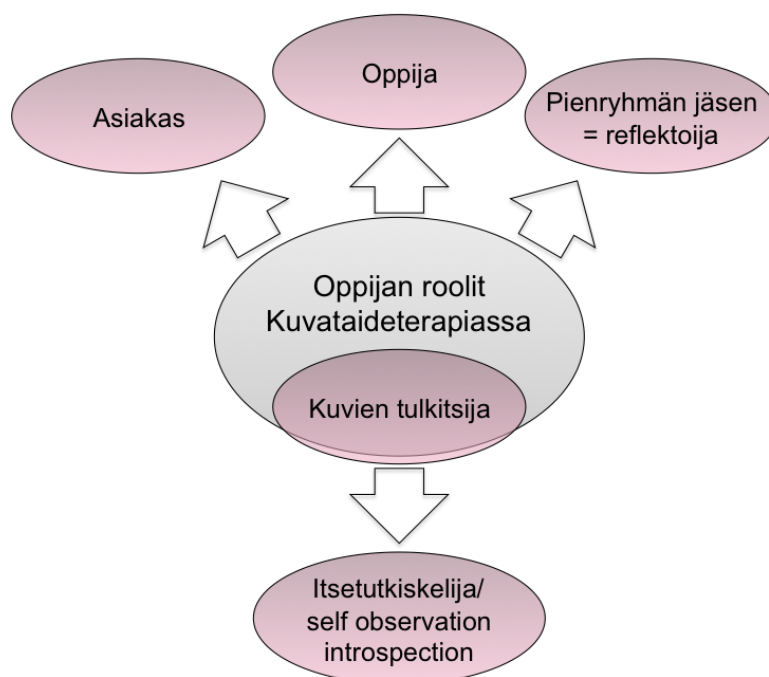 Oppija
Asiakas
Pienryhmän jäsen
= reflektoija
Oppijan roolit
Kuvataideterapiassa
Kuvien tulkitsija
Itsetutkiskelija/
self observation
introspection